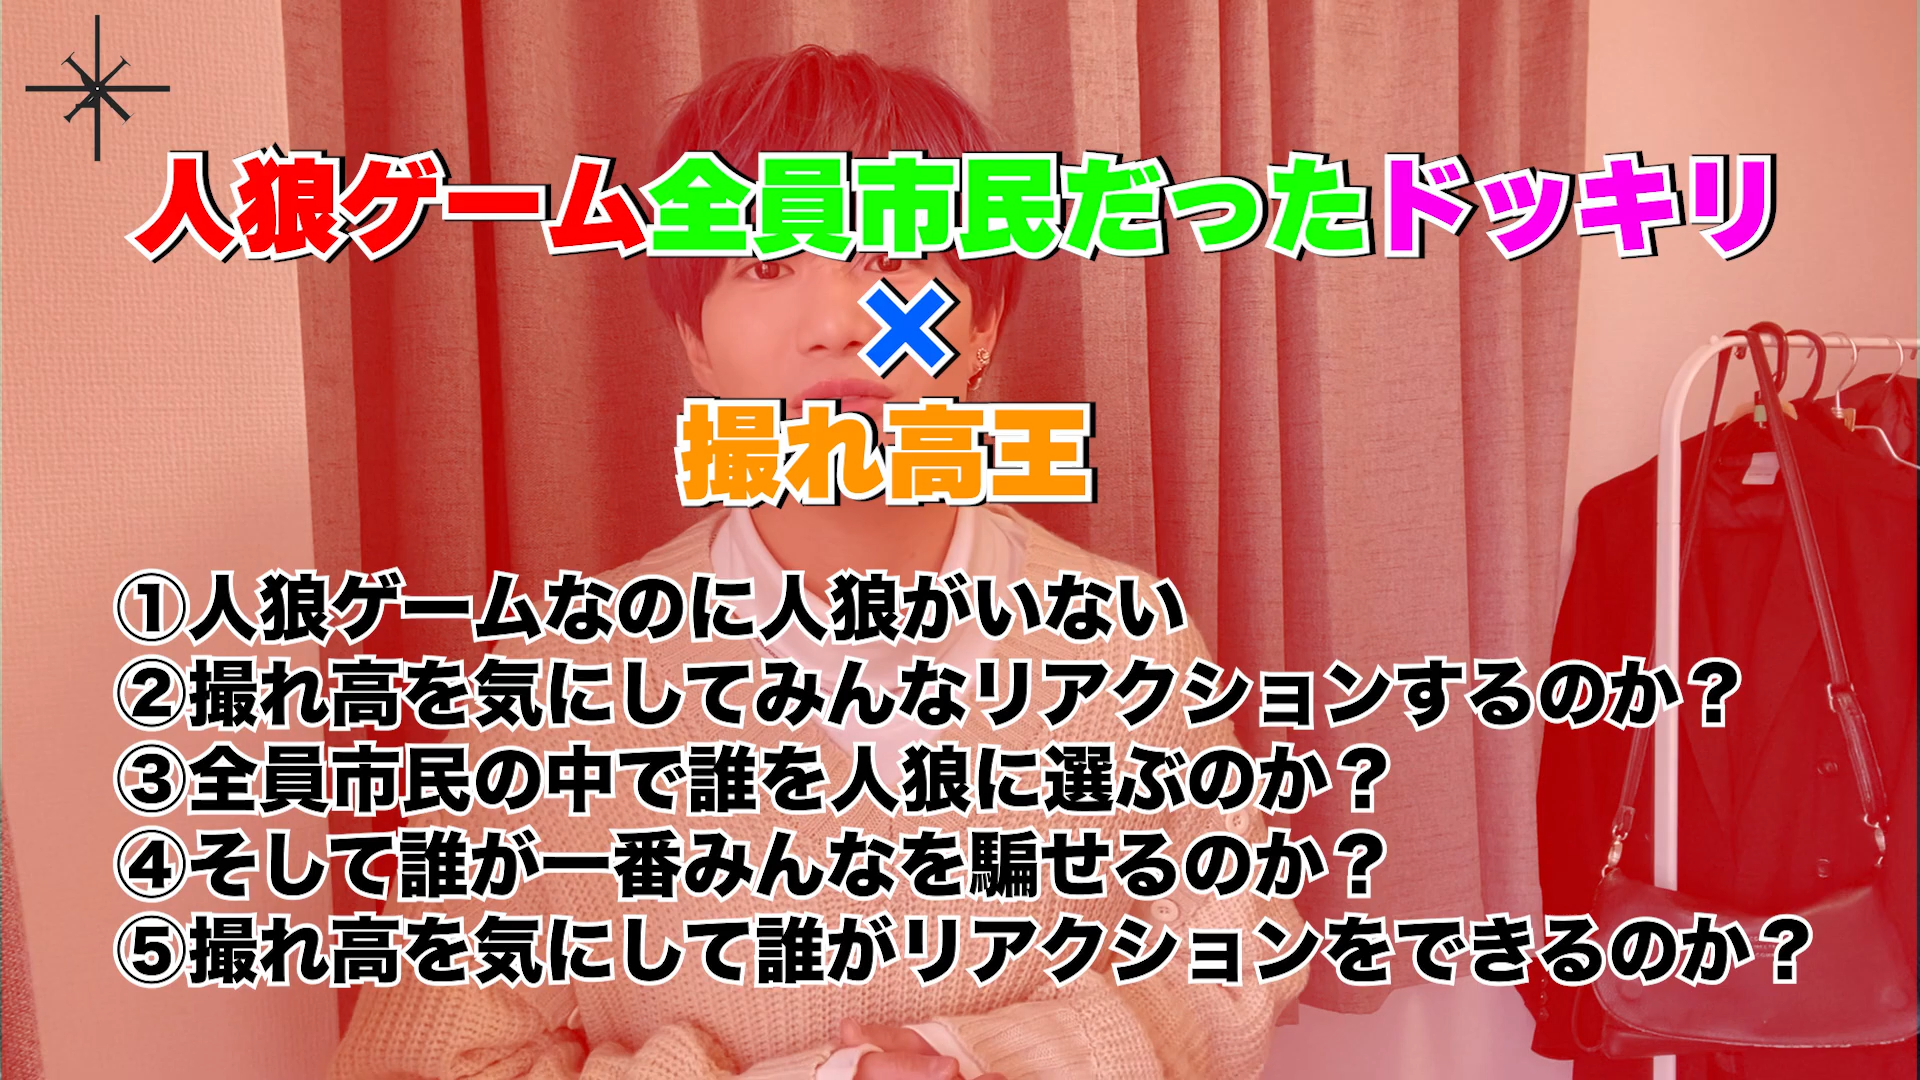 人狼ゲーム全員市民だったドッキリ
×
撮れ高王
①人狼ゲームなのに人狼がいない
②撮れ高を気にしてみんなリアクションするのか？
③全員市民の中で誰を人狼に選ぶのか？
④そして誰が一番みんなを騙せるのか？
⑤撮れ高を気にして誰がリアクションをできるのか？